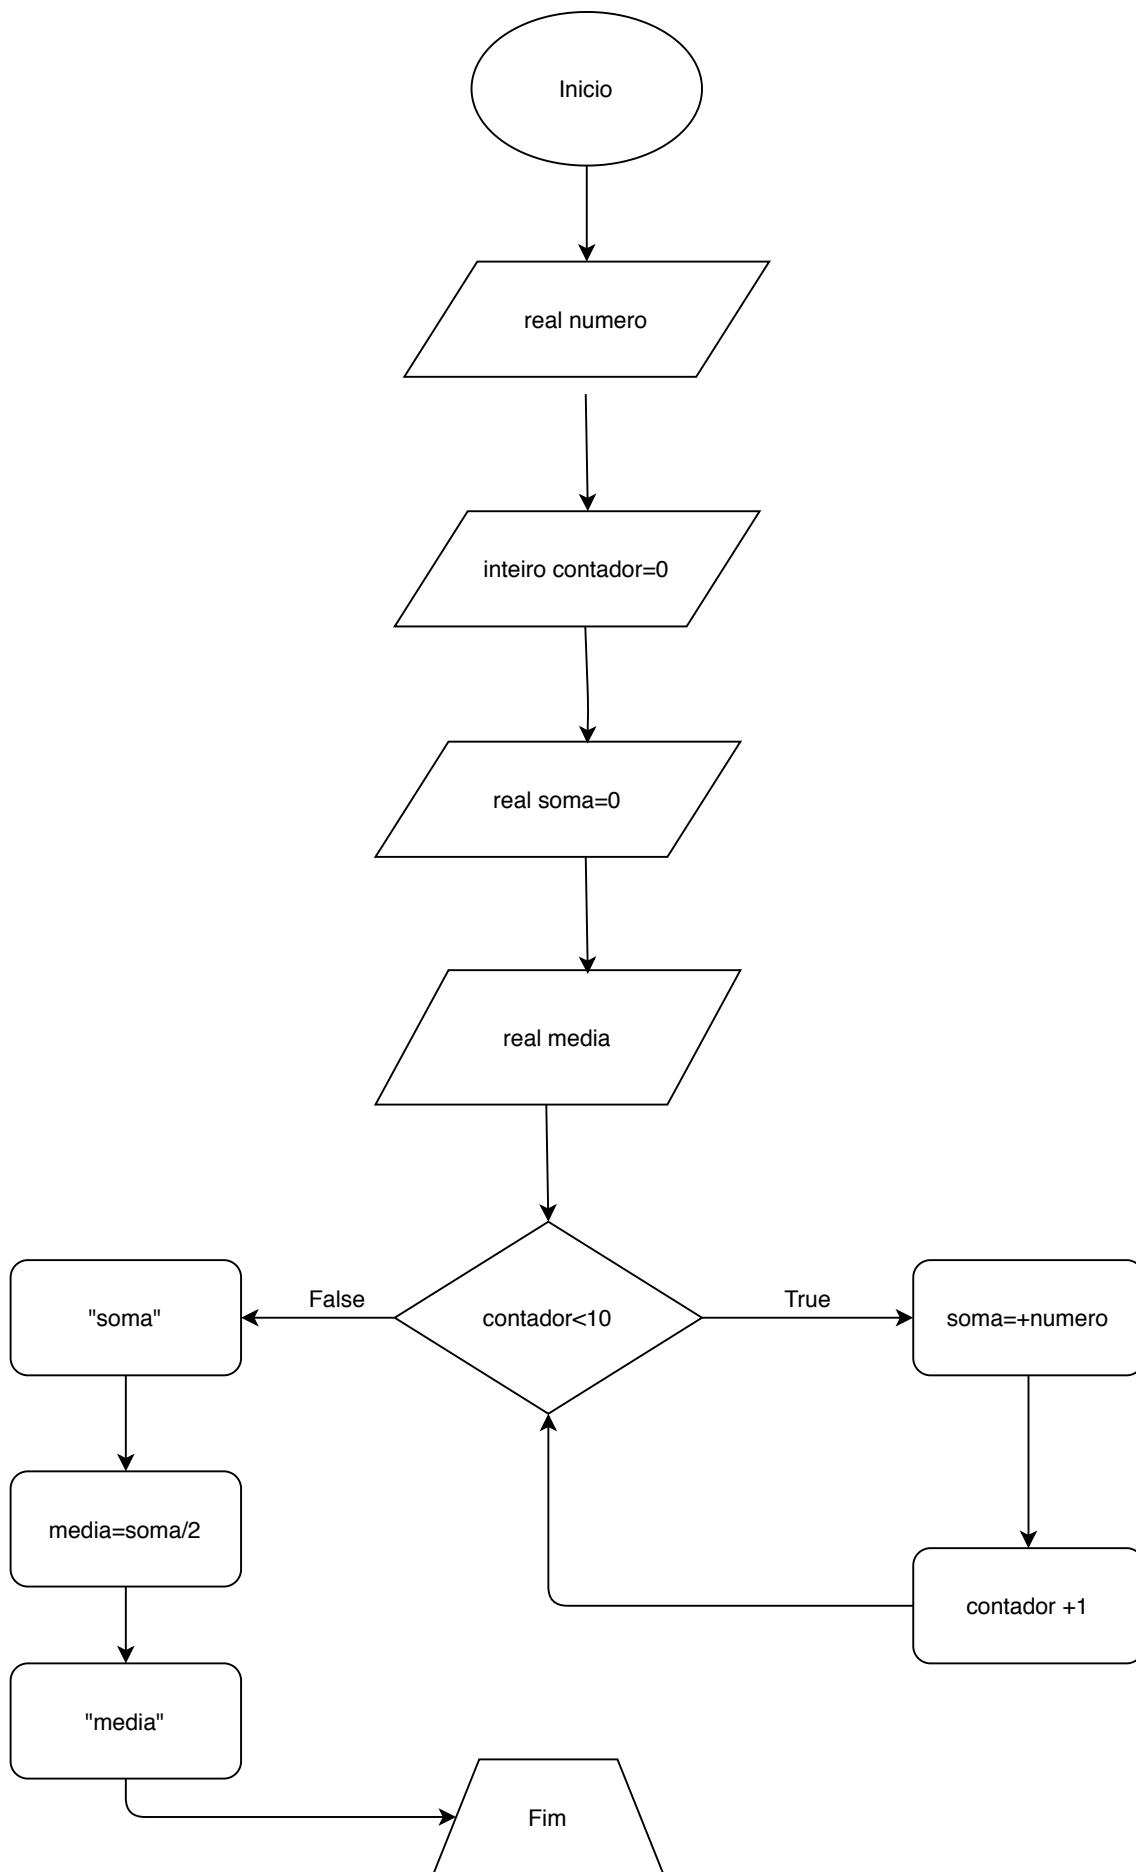 Inicio
real numero
inteiro contador=0
real soma=0
real media
contador<10
False
True
"soma"
soma=+numero
media=soma/2
contador +1
"media"
Fim